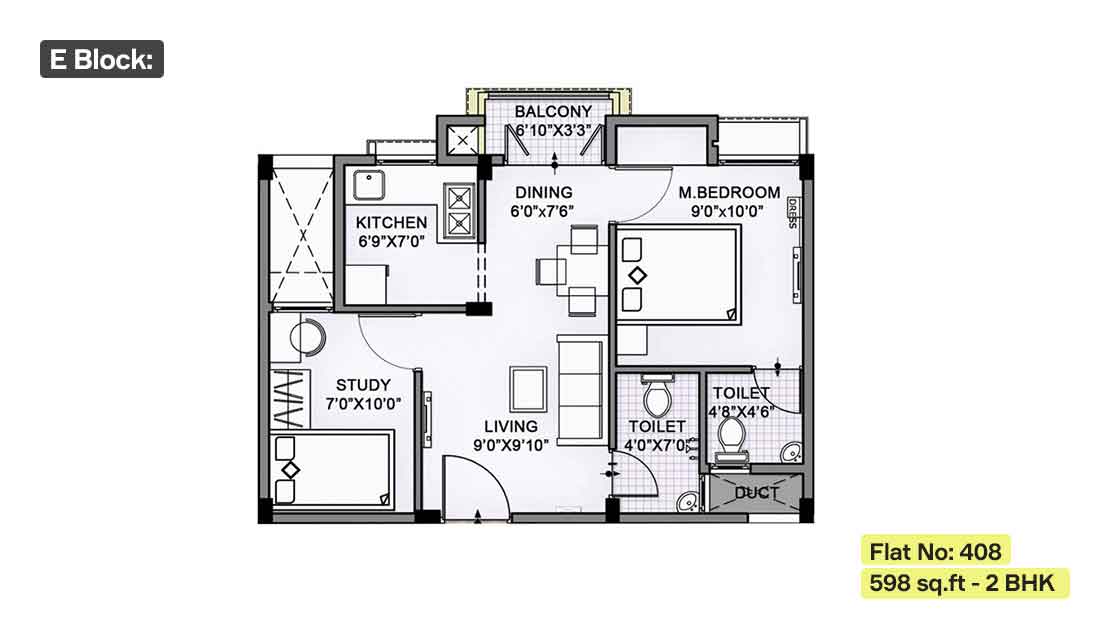 E Block:
BALCONY
6'10"X3'3"
DINING
6'0"x7'6"
M.BEDROOM
9'0"x10'0"
DRESS
KITCHEN
6'9"X7'0"
STUDY
7'0"X10'0"
LIVING
9'0"X9'10"
TOILET
4'0"X7'0"
TOILET
4'8"X4'6"
DUCT
Flat No: 408
598 sq.ft - 2 BHK